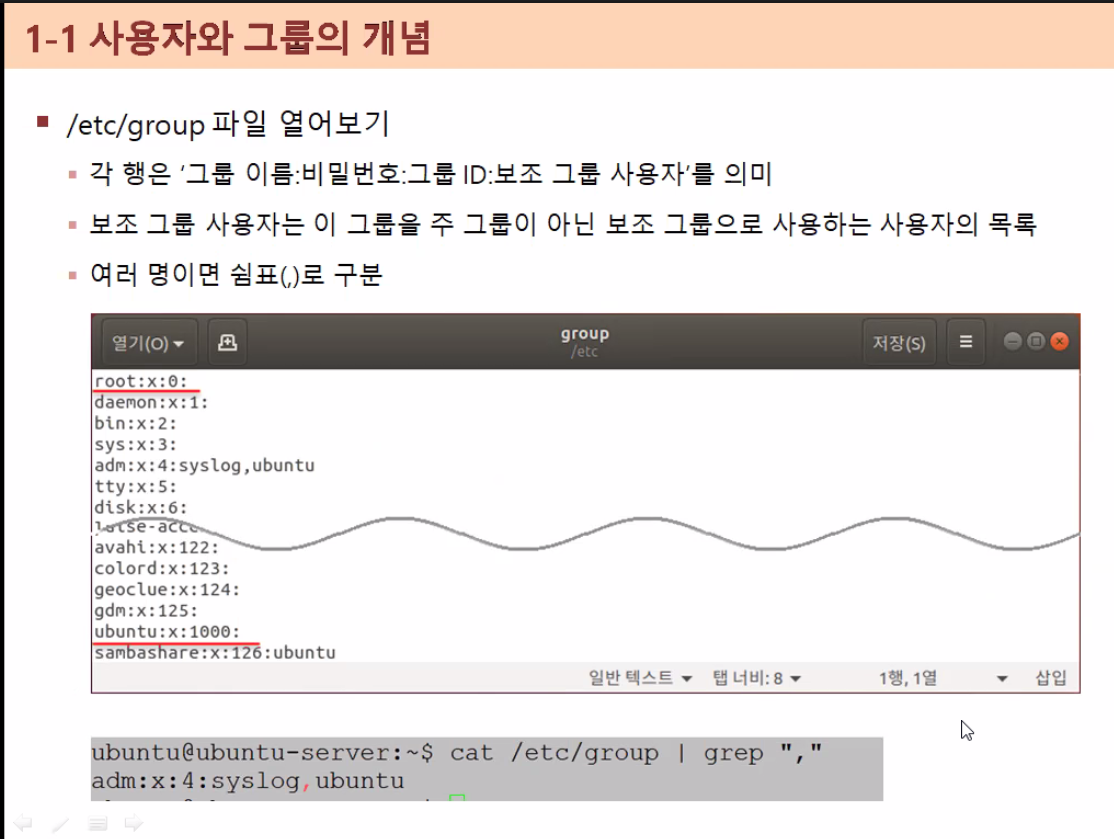 1-1 사용자와 그룹의 개념
/etc/group 파일 열어보기
각 행은 ‘그룹 이름:비밀번호:그룹 ID:보조 그룹 사용자’를 의미
보조 그룹 사용자는 이 그룹을 주 그룹이 아닌 보조 그룹으로 사용하는 사용자의 목록
여러 명이면 쉼표(,)로 구분
열기(O) group 저장(S)
/etc
root:x:0:
daemon:x:1:
bin:x:2:
sys:x:3:
adm:x:4:syslog,ubuntu
tty:x:5:
disk:x:6:
avahi:x:122:
colord:x:123:
geoclue:x:124:
gdm:x:125:
ubuntu:x:1000:
sambashare:x:126:ubuntu
일반 텍스트 탭 너비: 8 1행, 1열 삽입
ubuntu@ubuntu-server:~$ cat /etc/group | grep ","
adm:x:4:syslog,ubuntu